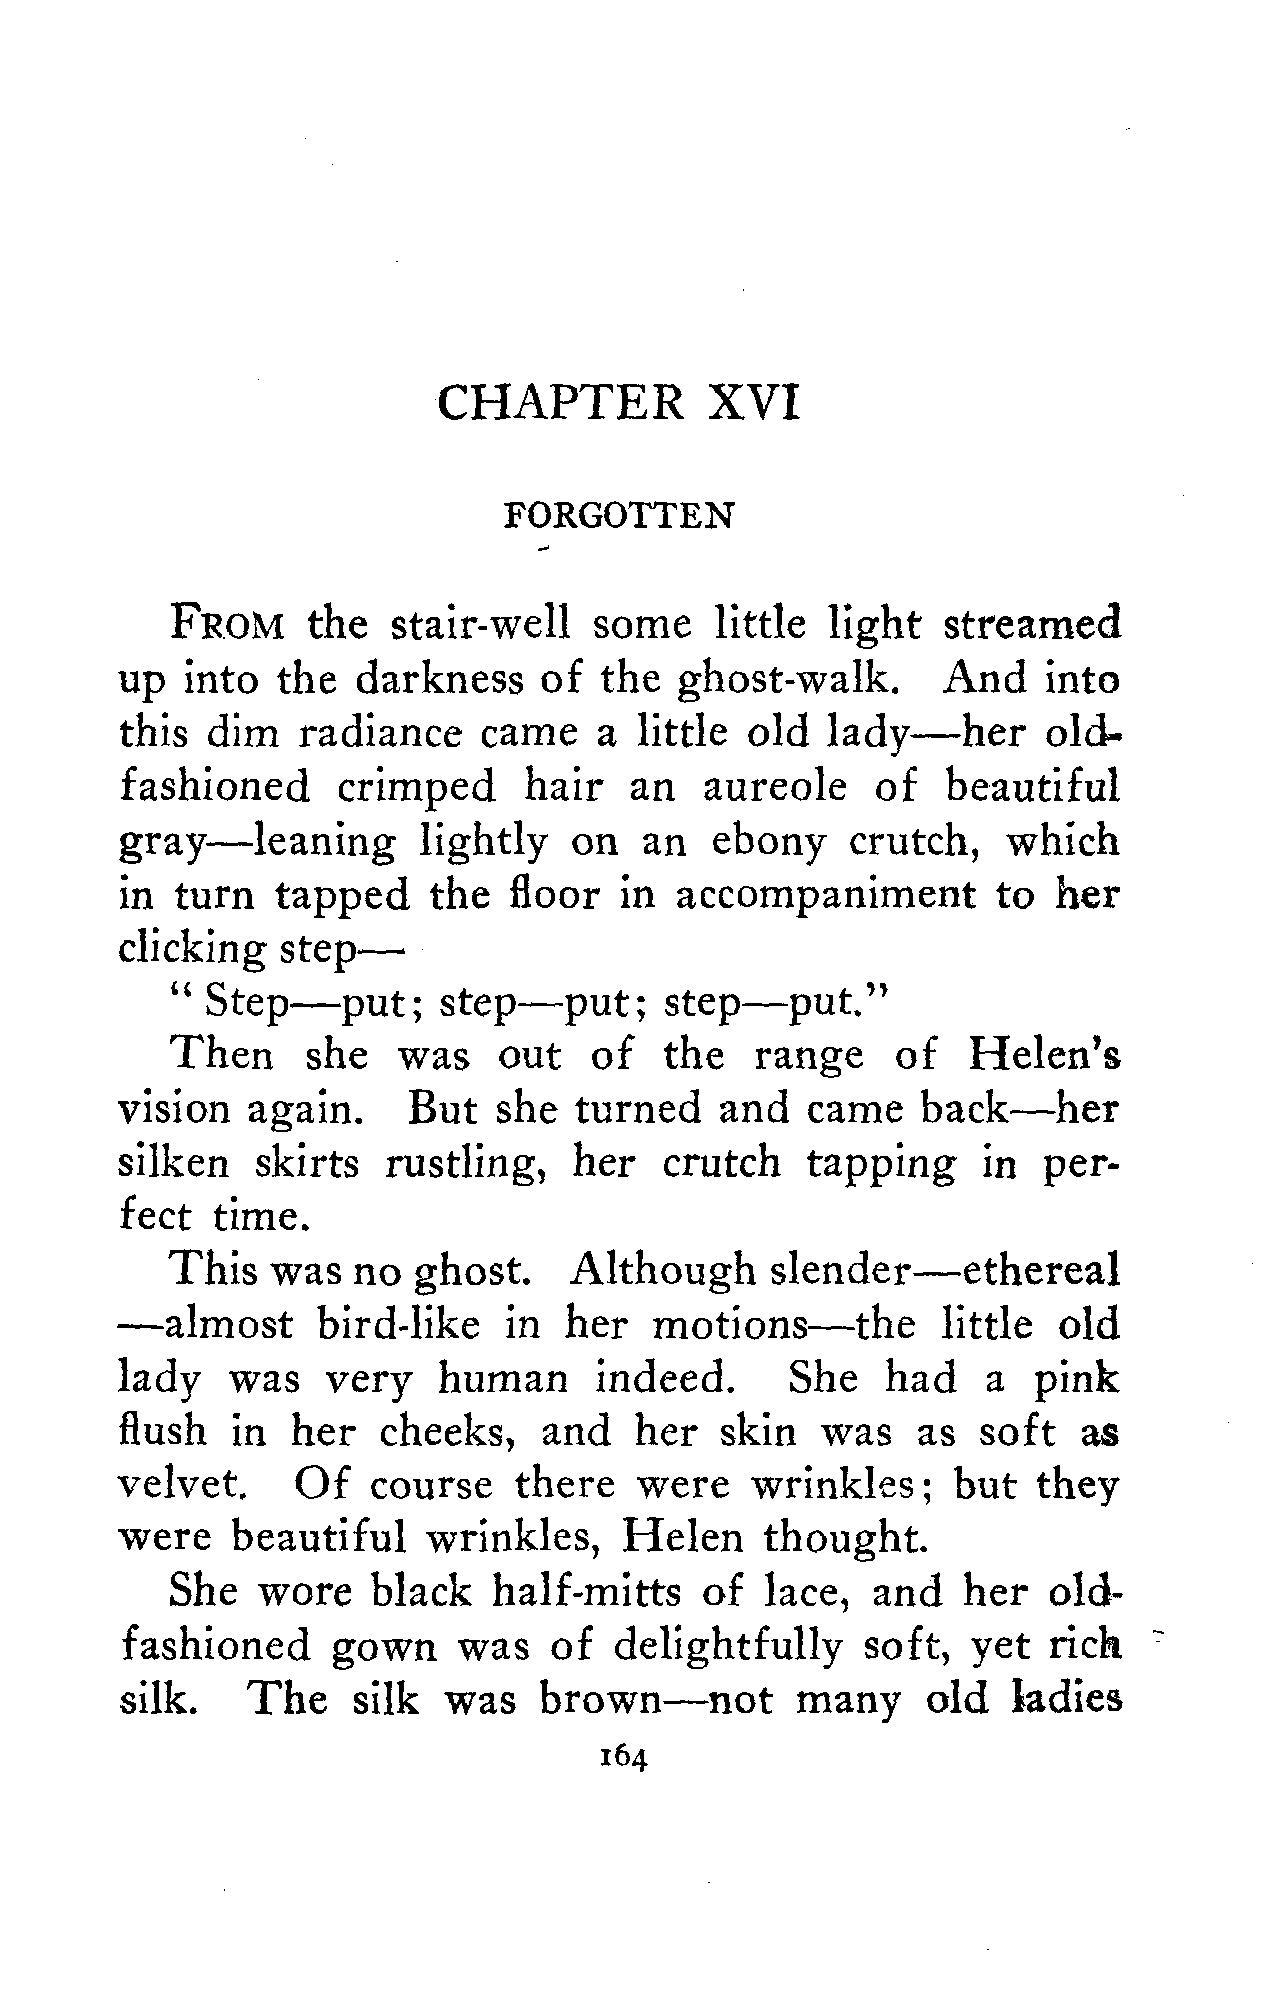 CHAPTER XVI
FORGOTTEN
FROM the stair-well some little light streamed
up into the darkness of the ghost-walk. And into
this dim radiance came a little old lady—her old-
fashioned crimped hair an aureole of beautiful
gray—leaning lightly on an ebony crutch, which
in turn tapped the floor in accompaniment to her
clicking step—
“ Step—put; step—put; step—put.”
Then she was out of the range of Helen’s
vision again. But she turned and came back—her
silken skirts rustling, her crutch tapping in per-
fect time.
This was no ghost. Although slender—ethereal
—almost bird-like in her motions—the little old
lady was very human indeed. She had a pink
flush in her cheeks, and her skin was as soft as
velvet. Of course there were wrinkles; but they
were beautiful wrinkles, Helen thought.
She wore black half-mitts of lace, and her old-
fashioned gown was of delightfully soft, yet rich
silk. The silk was brown—not many old ladies
164